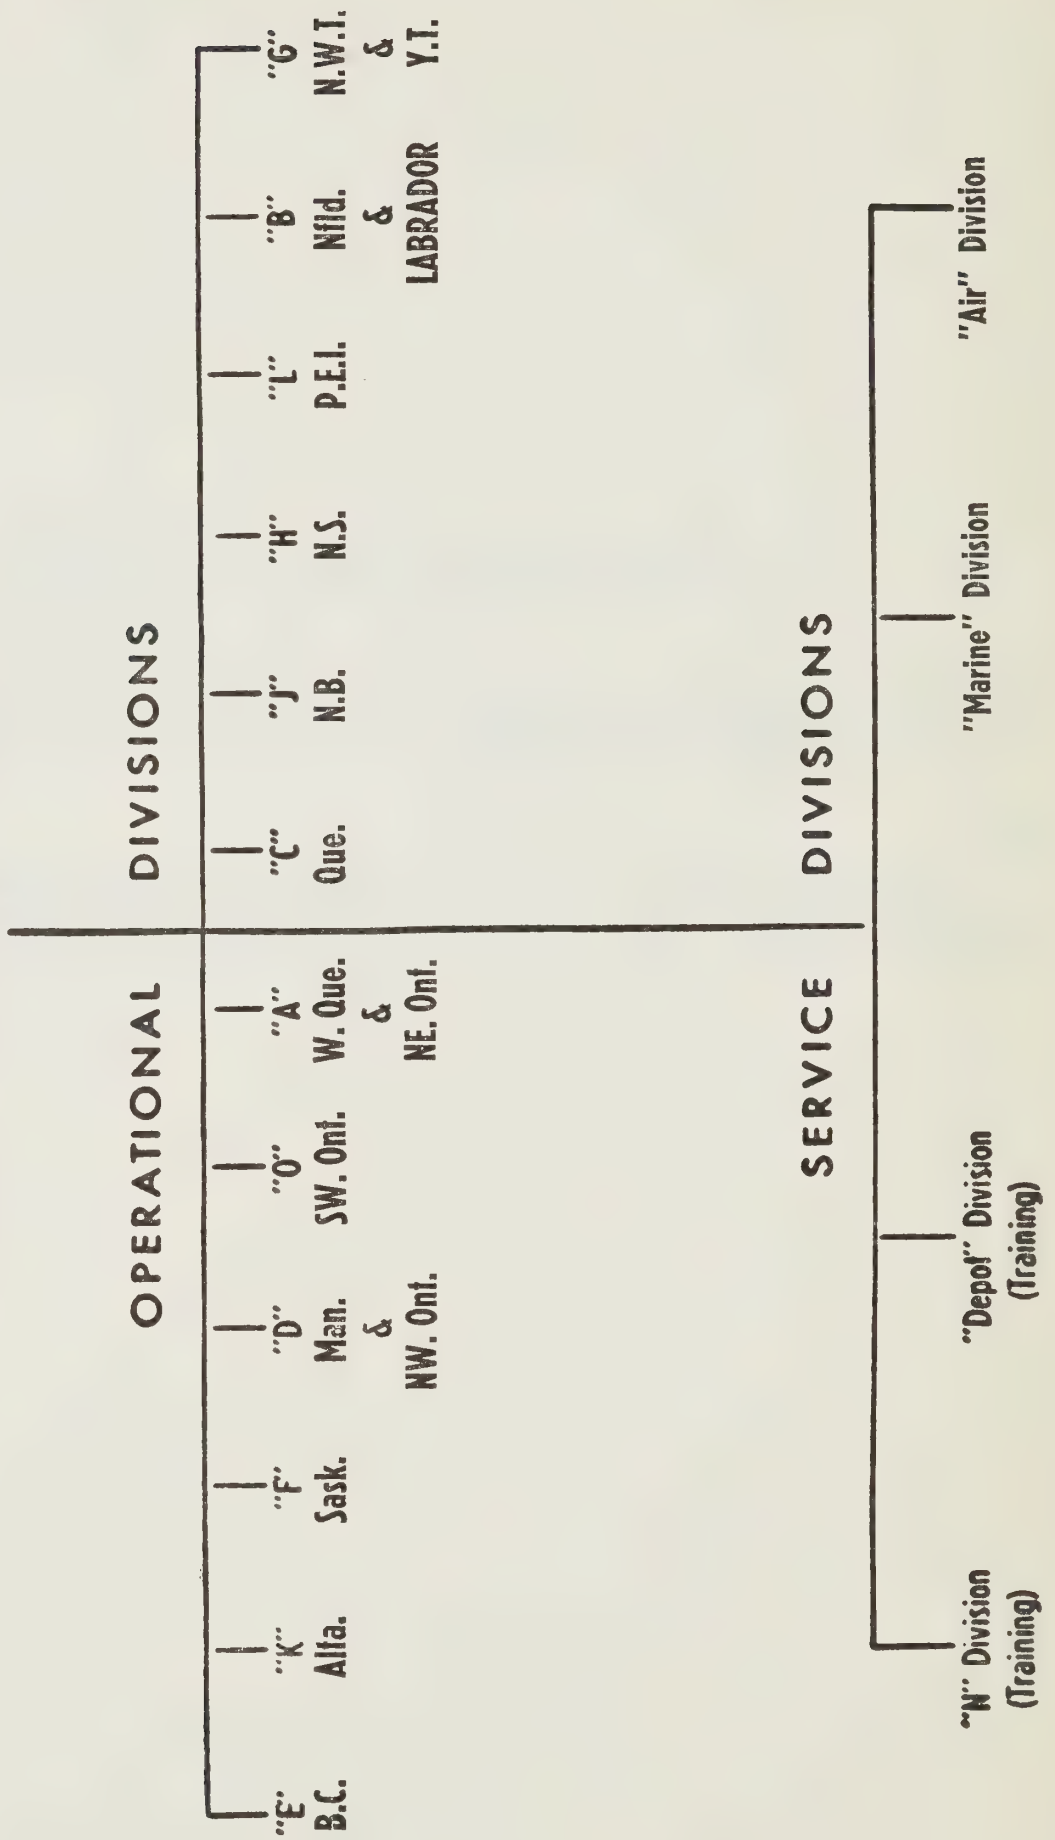 OPERATIONAL DIVISIONS
"E"
B.C.
"K"
Alta.
"F"
Sask.
"D"
Man.
&
NW. Ont.
"O"
SW. Ont.
"A"
W. Que.
&
NE. Ont.
"C"
Que.
"J"
N.B.
"H"
N.S.
"L"
P.E.I.
"B"
Nfld.
&
LABRADOR
"G"
N.W.T.
&
Y.T.
SERVICE DIVISIONS
"N" Division
(Training)
"Depot" Division
(Training)
"Marine" Division
"Air" Division